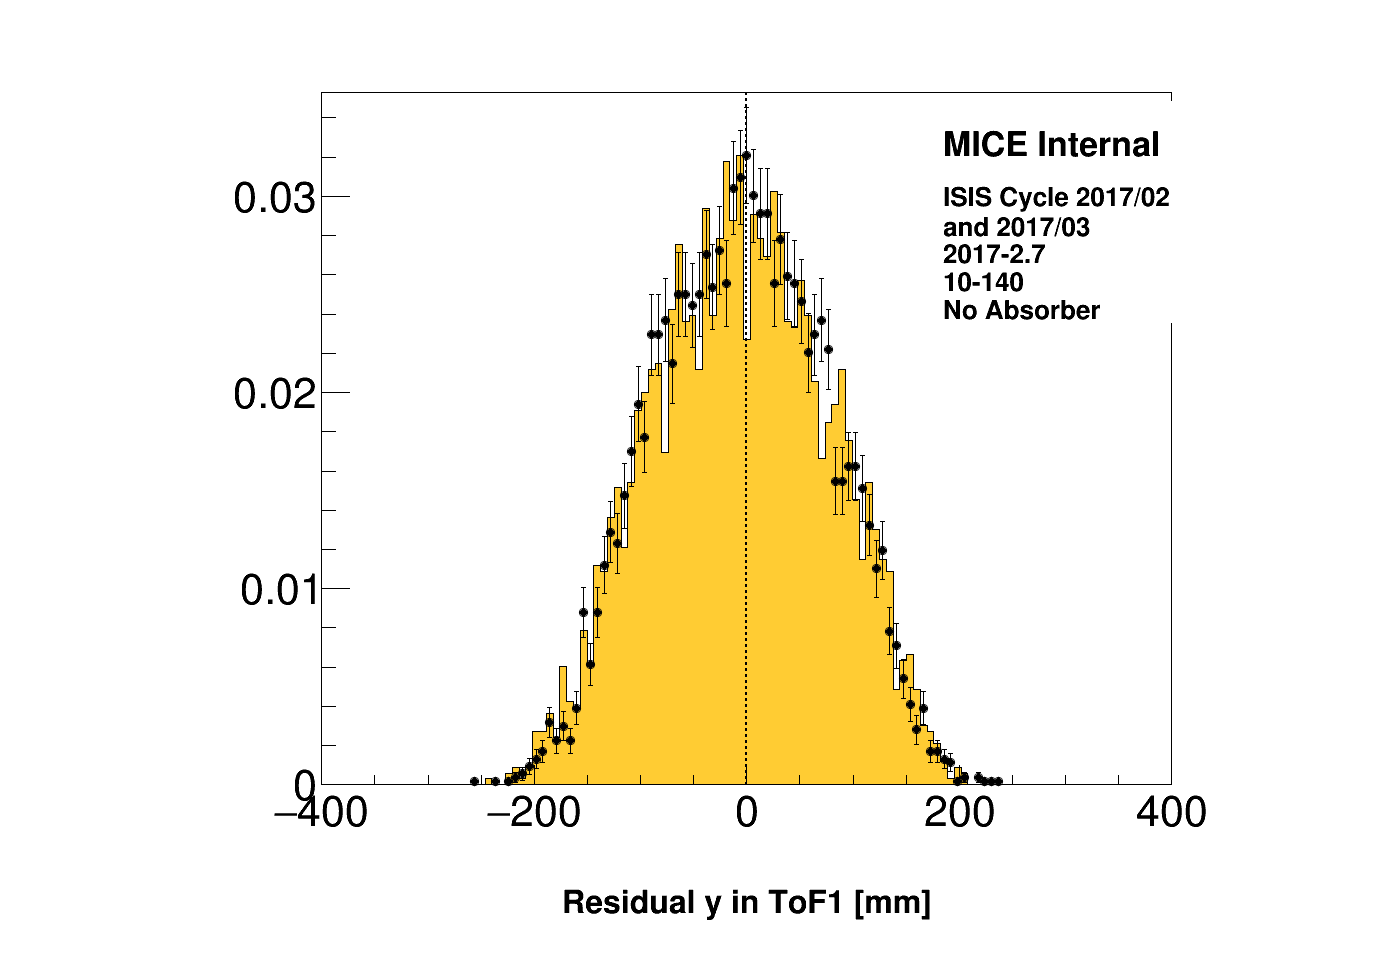 MICE Internal
ISIS Cycle 2017/02
and 2017/03
2017-2.7
10-140
No Absorber
0.03
0.02
0.01
0
−400 −200 0 200 400
Residual y in ToF1 [mm]